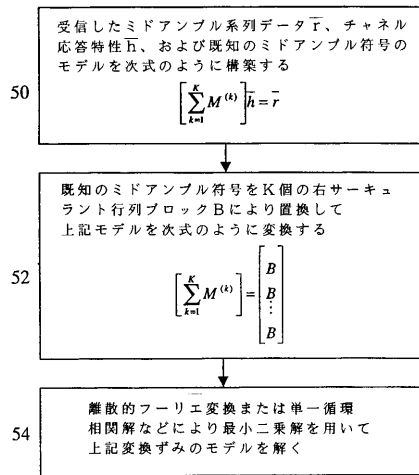 受信したミドアンブル系列データr̅、チャネル
応答特性h̅、および既知のミドアンブル符号の
モデルを次式のように構築する
50
[∑_{k=1}^{K} M^{(k)}] h̅ = r̅
既知のミドアンブル符号をK個の右サーキュ
ラント行列ブロックBにより置換して
上記モデルを次式のように変換する
52
[∑_{k=1}^{K} M^{(k)}] = [B B ⋮ B]
離散的フーリエ変換または単一循環
54
相関解などにより最小二乗解を用いて
上記変換ずみのモデルを解く